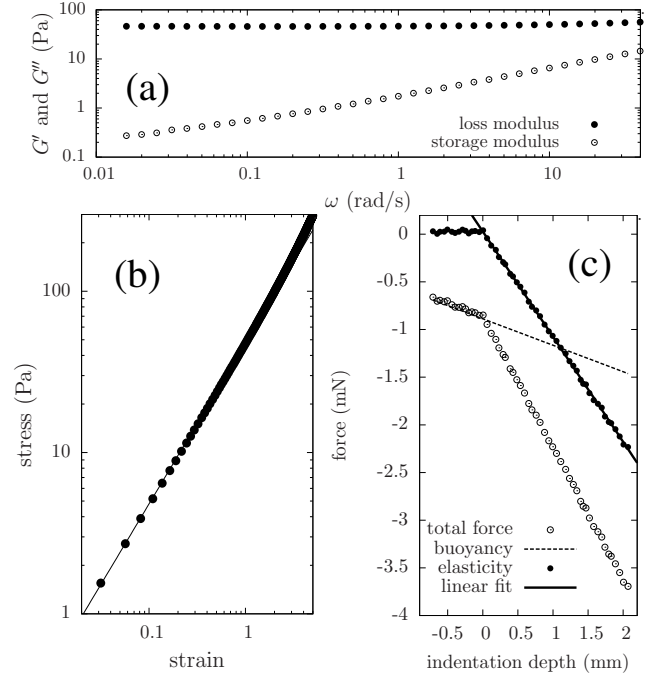 100
10
1
0.1
G′ and G″ (Pa)
(a)
loss modulus
storage modulus
0.01
0.1
1
10
ω (rad/s)
(b)
100
10
1
stress (Pa)
0.1
1
strain
(c)
0
-0.5
-1
-1.5
-2
-2.5
-3
-3.5
-4
force (mN)
total force
buoyancy
elasticity
linear fit
-0.5
0
0.5
1
1.5
2
indentation depth (mm)